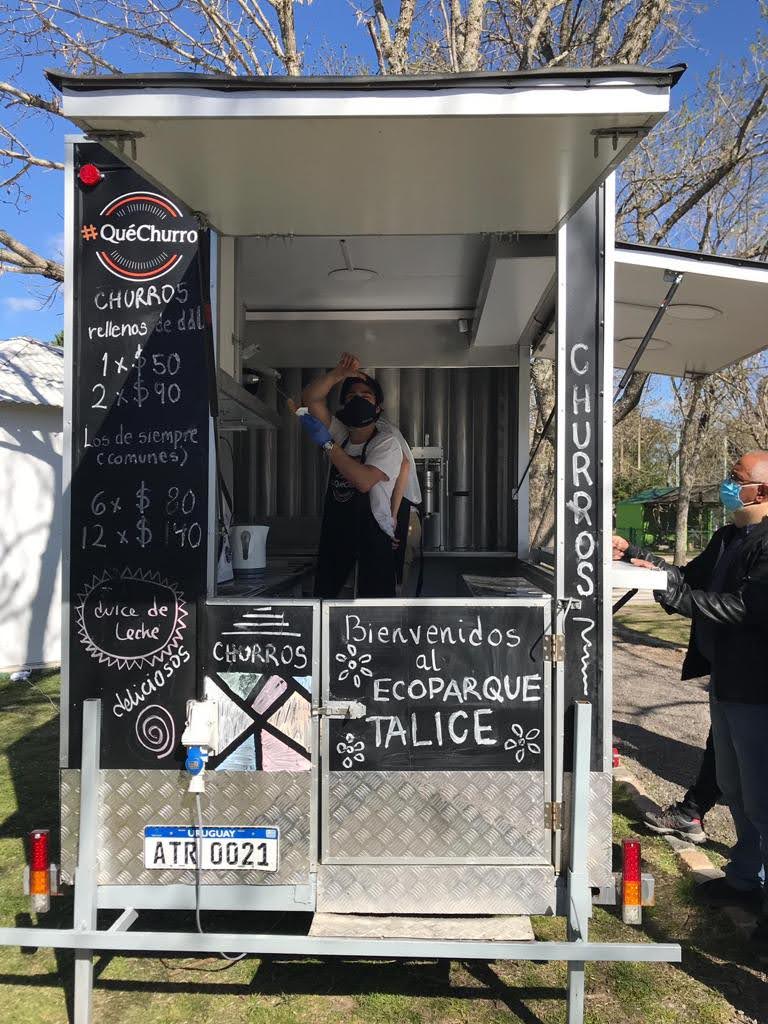 #QuéChurro
CHURROS
rellenos de ddl
1 x $ 50
2 x $ 90
Los de siempre
(comunes)
6 x $ 80
12 x $ 140
dulce de
Leche
deliciosos
CHURROS
Bienvenidos
al
ECOPARQUE
TALICE
CHURROS
URUGUAY
ATR 0021